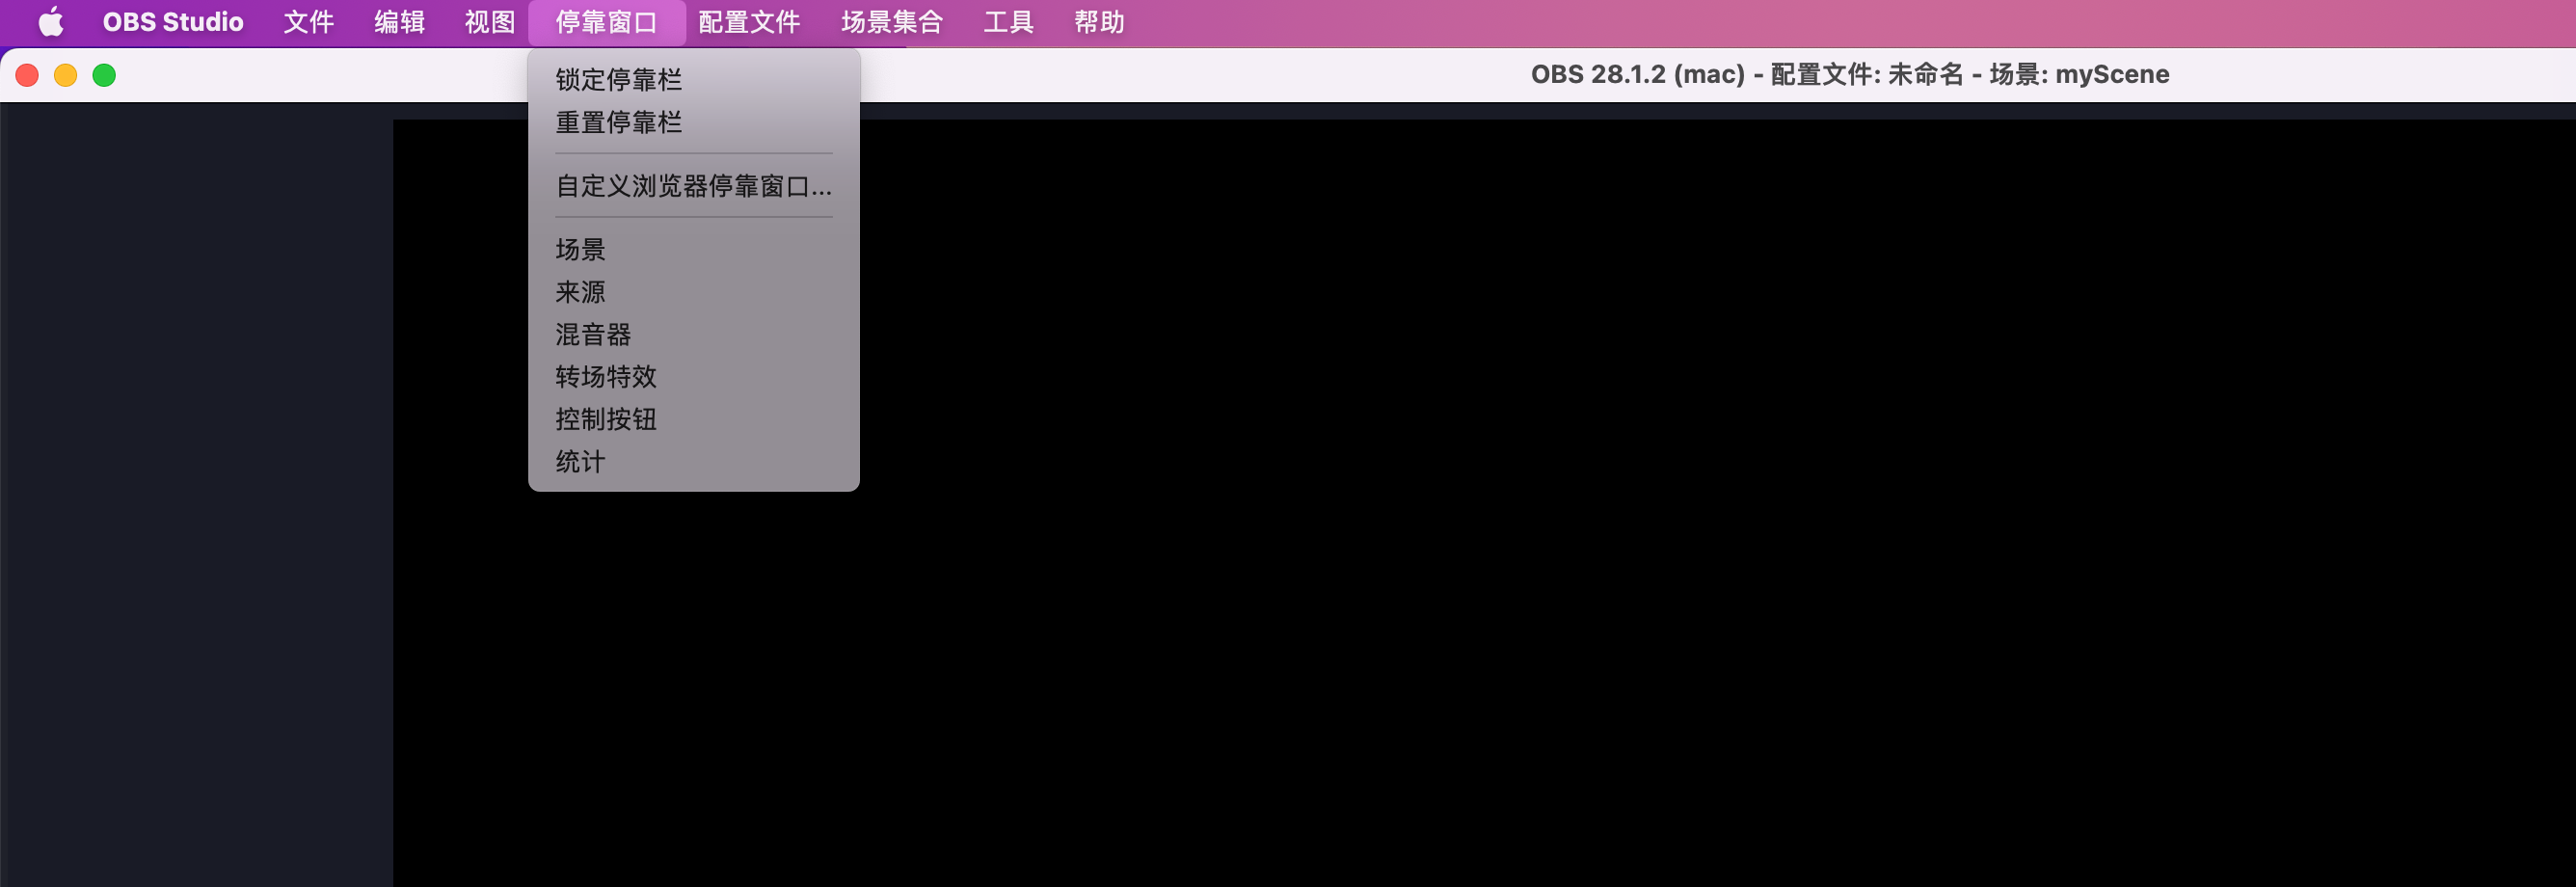 OBS Studio 文件 编辑 视图 停靠窗口 配置文件 场景集合 工具 帮助
OBS 28.1.2 (mac) - 配置文件: 未命名 - 场景: myScene
锁定停靠栏
重置停靠栏
自定义浏览器停靠窗口...
场景
来源
混音器
转场特效
控制按钮
统计